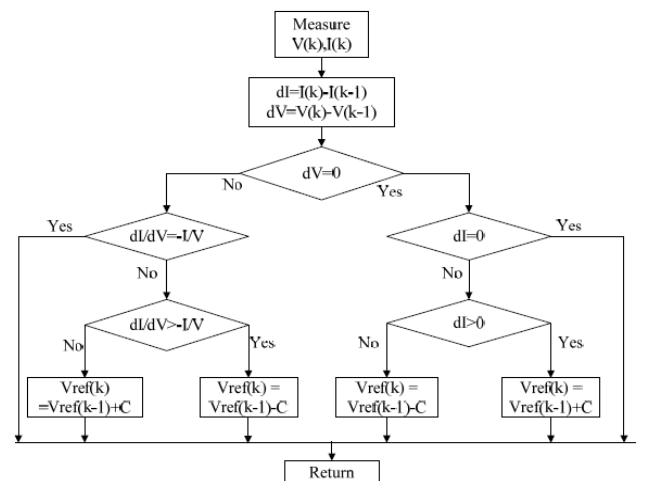 Measure
V(k),I(k)
dI=I(k)-I(k-1)
dV=V(k)-V(k-1)
dV=0
No
Yes
Yes
dI/dV=-I/V
dI=0
Yes
No
No
dI/dV>-I/V
dI>0
No
Yes
No
Yes
Vref(k)
=Vref(k-1)+C
Vref(k) =
Vref(k-1)-C
Vref(k) =
Vref(k-1)-C
Vref(k) =
Vref(k-1)+C
Return